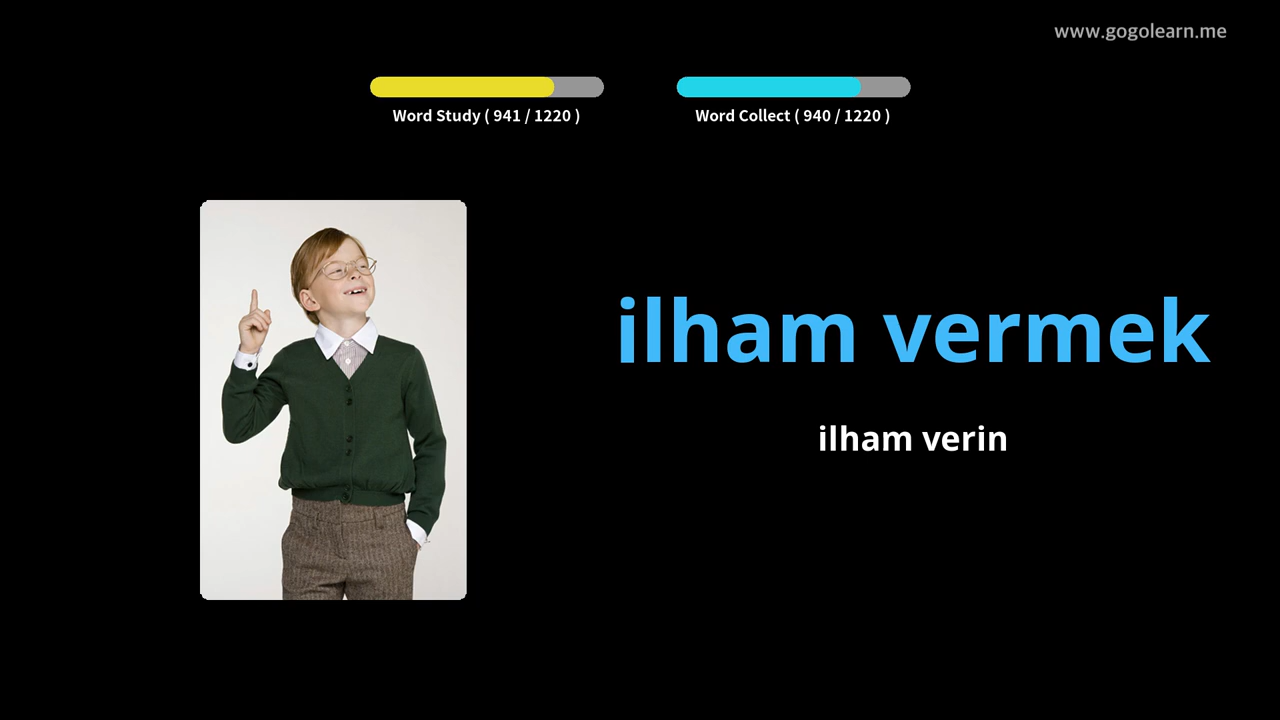 www.gogolearn.me
Word Study ( 941 / 1220 )
Word Collect ( 940 / 1220 )
ilham vermek
ilham verin